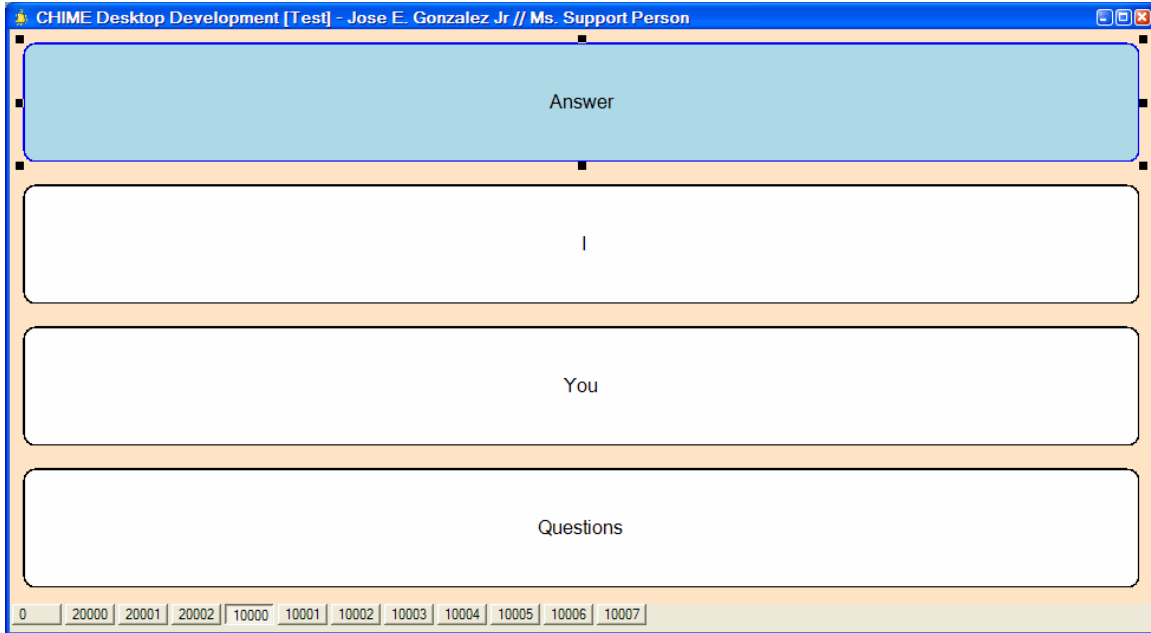 CHIME Desktop Development [Test] - Jose E. Gonzalez Jr // Ms. Support Person
Answer
I
You
Questions
0 20000 20001 20002 10000 10001 10002 10003 10004 10005 10006 10007